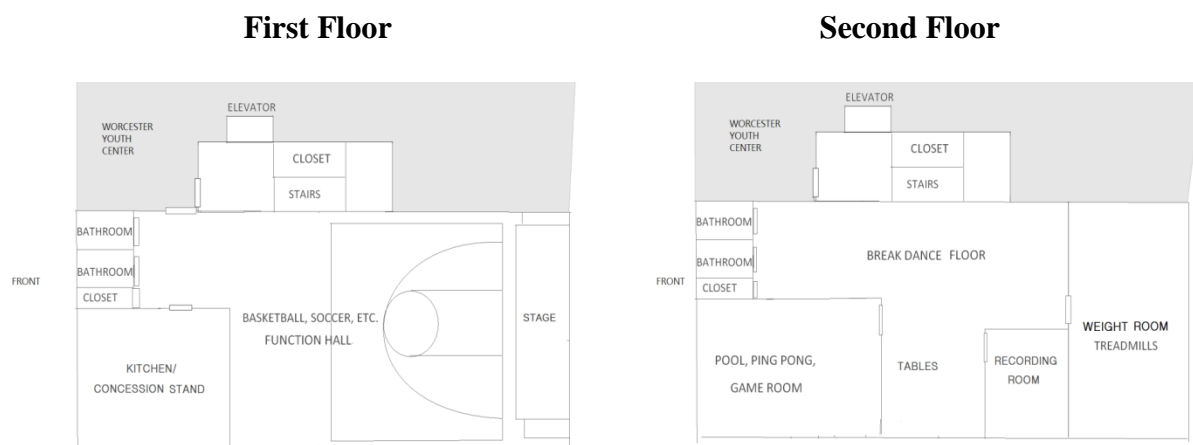 First Floor
ELEVATOR
WORCESTER
YOUTH
CENTER
CLOSET
STAIRS
BATHROOM
BATHROOM
FRONT
CLOSET
BASKETBALL, SOCCER, ETC.
FUNCTION HALL
STAGE
KITCHEN/
CONCESSION STAND
Second Floor
ELEVATOR
WORCESTER
YOUTH
CENTER
CLOSET
STAIRS
BATHROOM
BREAK DANCE FLOOR
BATHROOM
FRONT
CLOSET
WEIGHT ROOM
TREADMILLS
POOL, PING PONG,
GAME ROOM
TABLES
RECORDING
ROOM